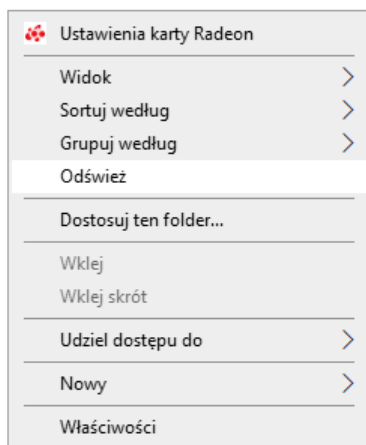 Ustawienia karty Radeon
Widok
Sortuj według
Grupuj według
Odśwież
Dostosuj ten folder...
Wklej
Wklej skrót
Udziel dostępu do
Nowy
Właściwości